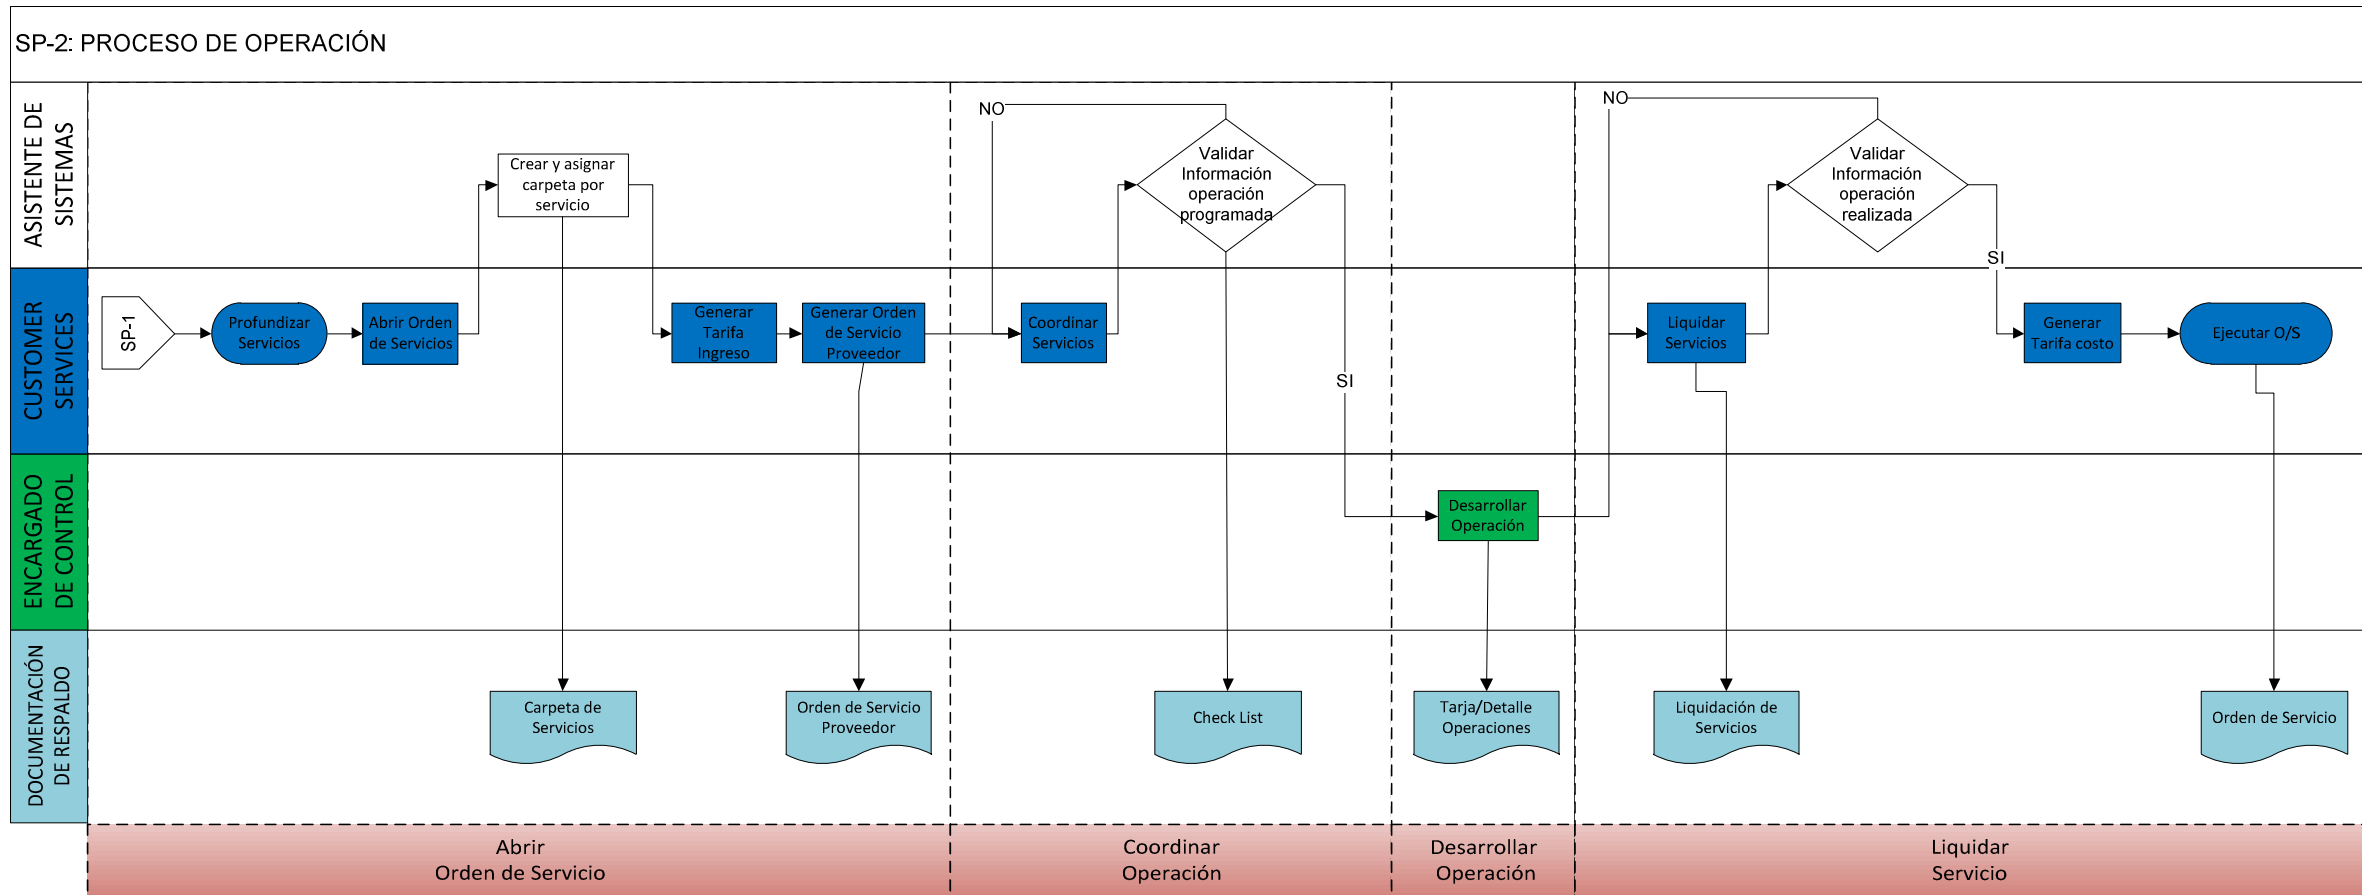 SP-2: PROCESO DE OPERACIÓN
ASISTENTE DE
SISTEMAS
Crear y asignar
carpeta por
servicio
NO
Validar
Información
operación
programada
NO
Validar
Información
operación
realizada
SI
CUSTOMER
SERVICES
SP-1
Profundizar
Servicios
Abrir Orden
de Servicios
Generar
Tarifa
Ingreso
Generar Orden
de Servicio
Proveedor
Coordinar
Servicios
SI
Liquidar
Servicios
Generar
Tarifa costo
Ejecutar O/S
ENCARGADO
DE CONTROL
Desarrollar
Operación
DOCUMENTACIÓN
DE RESPALDO
Carpeta de
Servicios
Orden de Servicio
Proveedor
Check List
Tarja/Detalle
Operaciones
Liquidación de
Servicios
Orden de Servicio
Abrir
Orden de Servicio
Coordinar
Operación
Desarrollar
Operación
Liquidar
Servicio